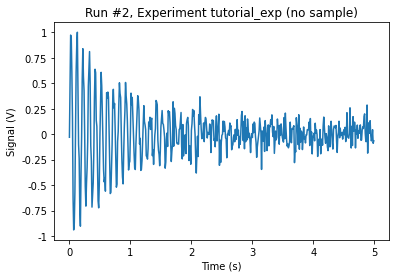 Run #2, Experiment tutorial_exp (no sample)
1
0.75
0.5
0.25
0
-0.25
-0.5
-0.75
-1
Signal (V)
0 1 2 3 4 5
Time (s)